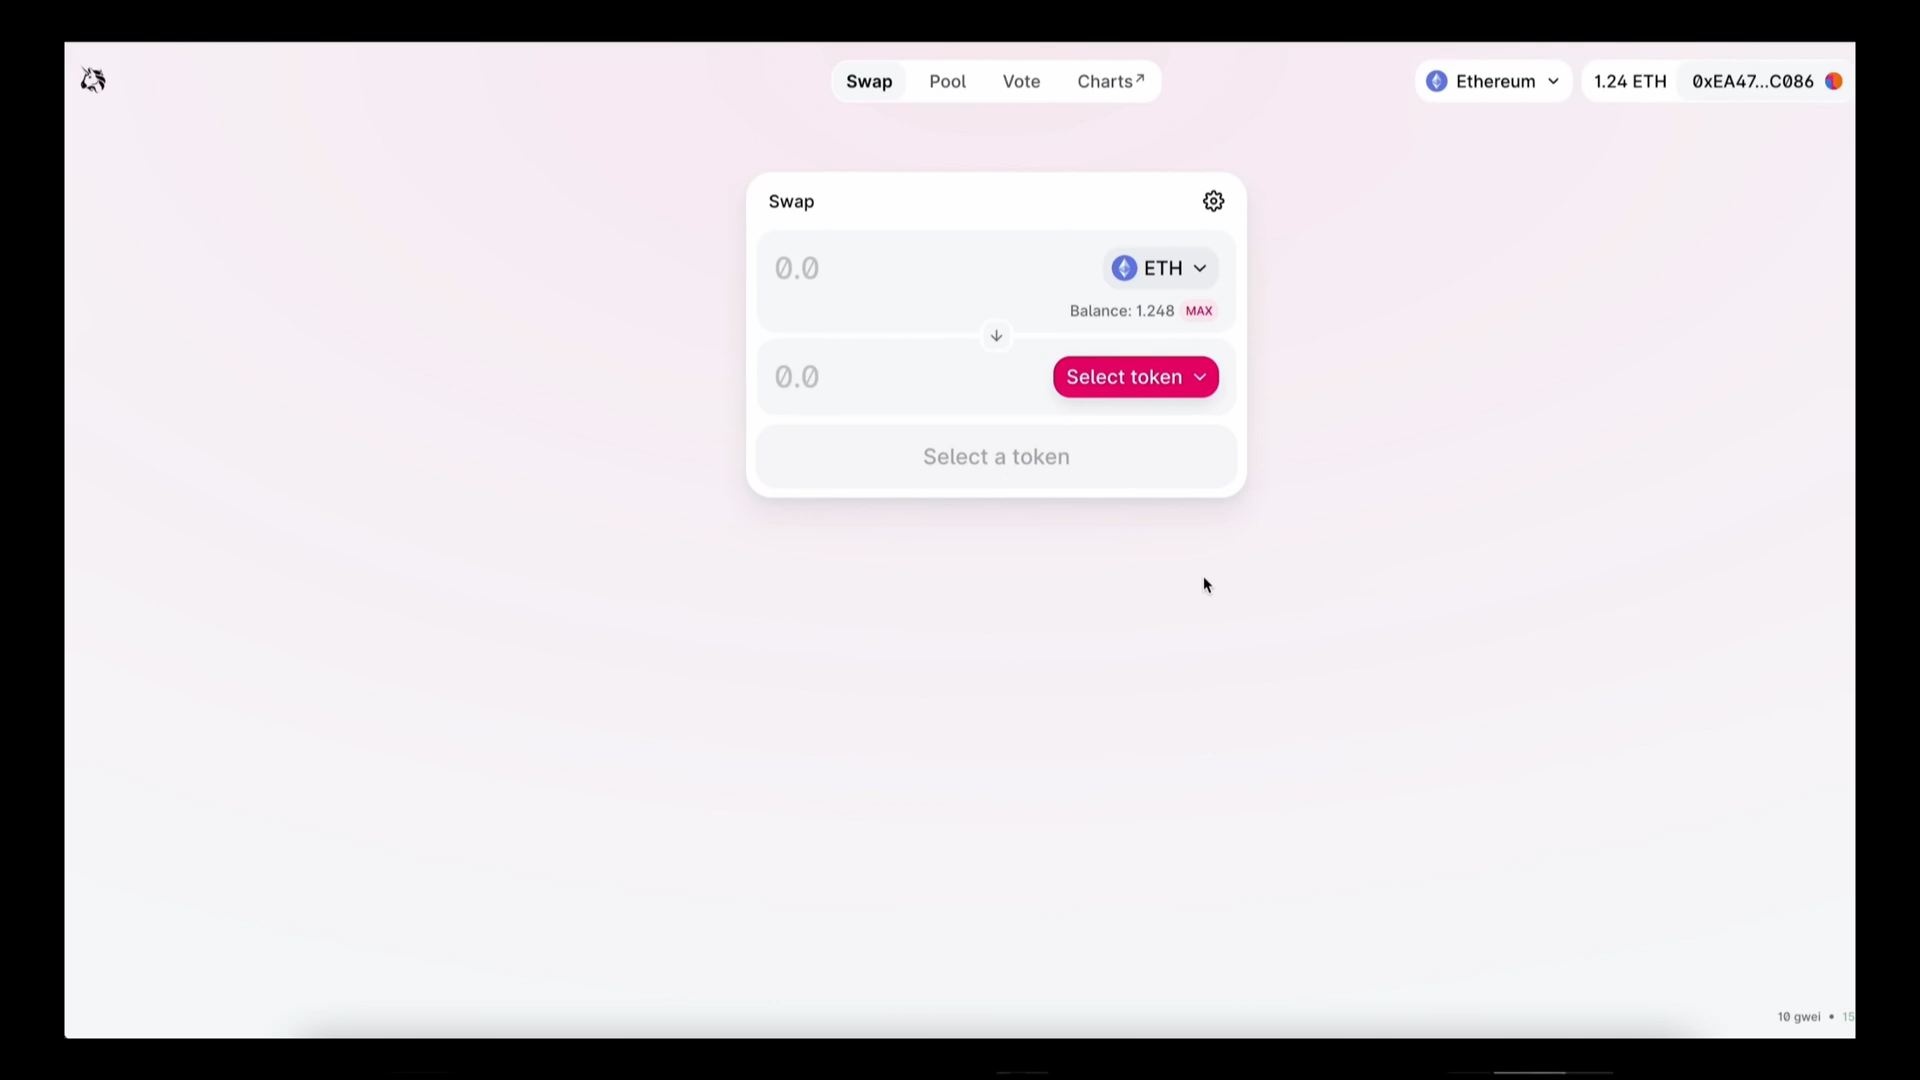 Swap Pool Vote Charts↗ Ethereum 1.24 ETH 0xEA47...C086
Swap
0.0 ETH
Balance: 1.248 MAX
0.0 Select token
Select a token
10 gwei • 15